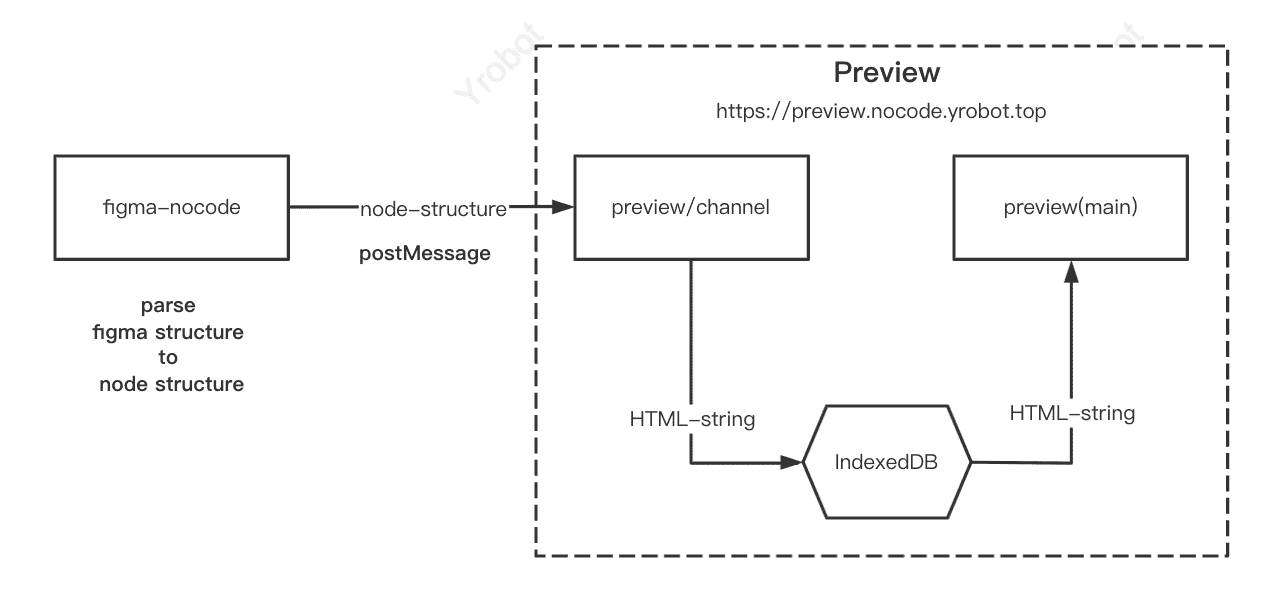 Yrobot
ot
Preview
https://preview.nocode.yrobot.top
figma-nocode
node-structure
postMessage
preview/channel
preview(main)
parse
figma structure
to
node structure
HTML-string
HTML-string
IndexedDB